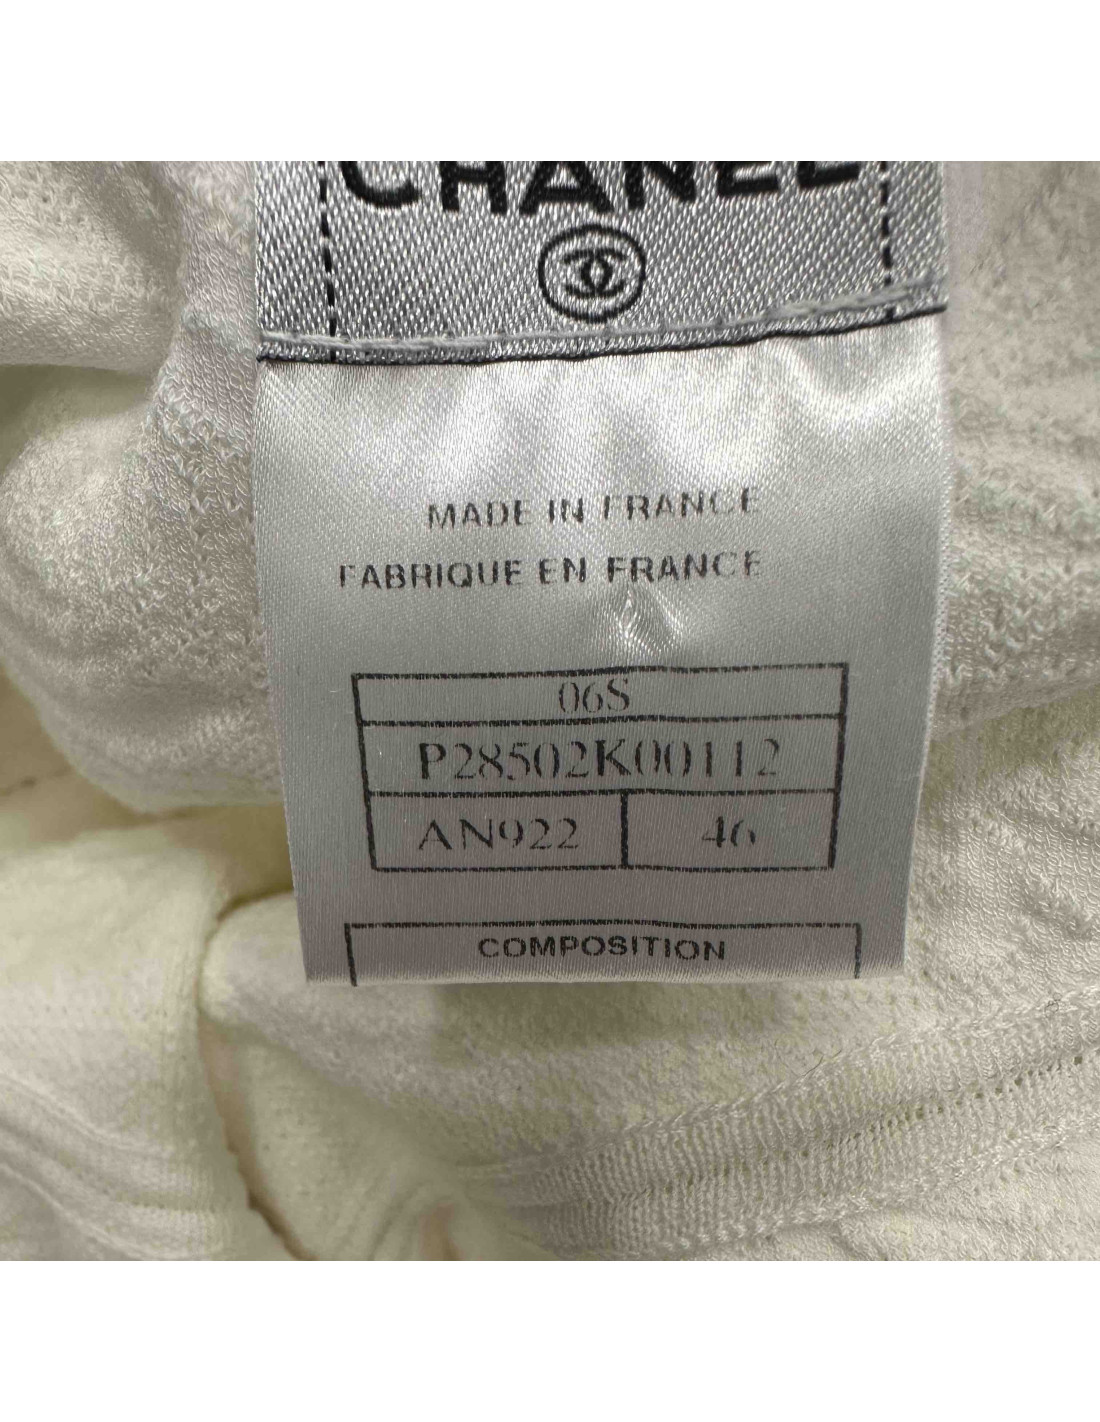 CHANEL
MADE IN FRANCE
FABRIQUE EN FRANCE
06S
P28502K00112
AN922 46
COMPOSITION